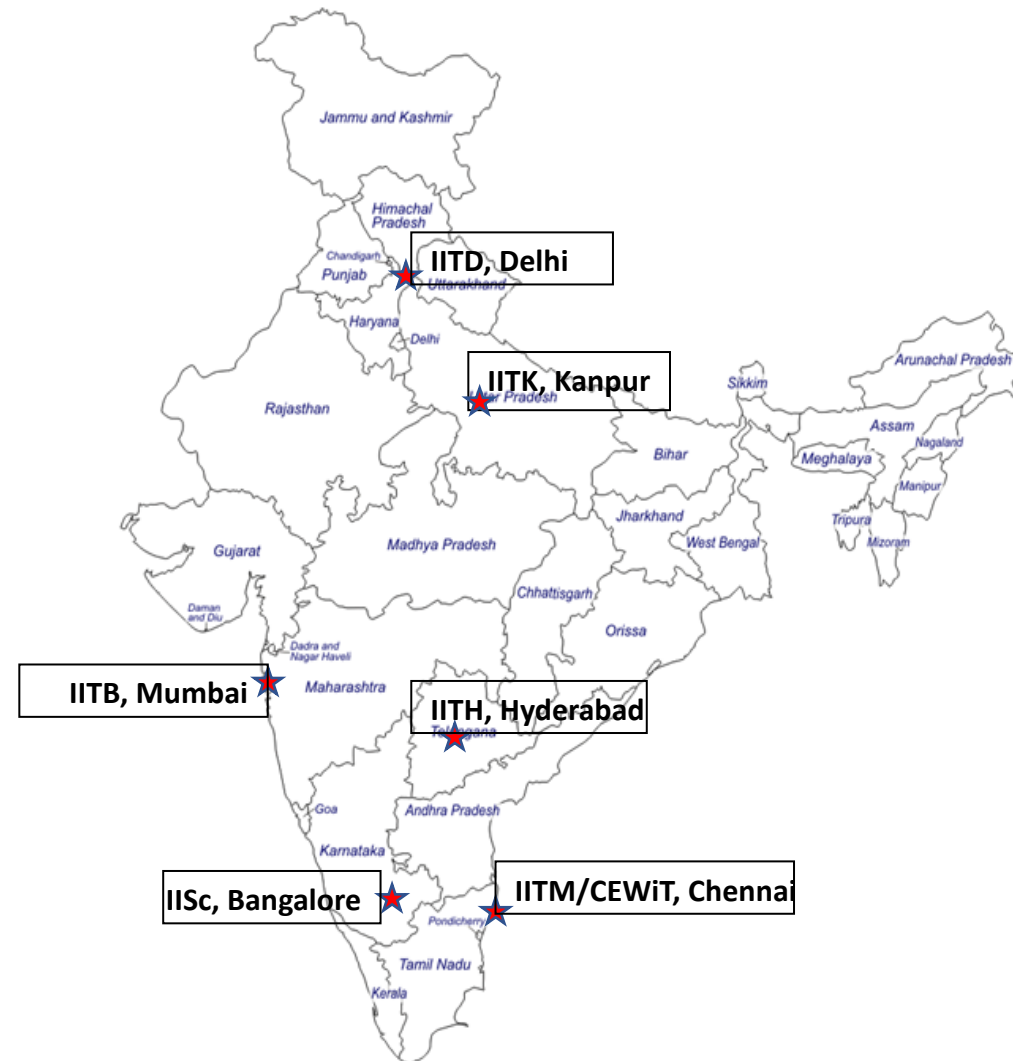 Jammu and Kashmir
Himachal
Pradesh
Chandigarh
Punjab
IITD, Delhi
Uttarakhand
Haryana
Delhi
IITK, Kanpur
Uttar Pradesh
Rajasthan
Sikkim
Arunachal Pradesh
Assam
Nagaland
Meghalaya
Manipur
Bihar
Jharkhand
Tripura
Mizoram
West Bengal
Gujarat
Madhya Pradesh
Chhattisgarh
Orissa
Daman
and Diu
Dadra and
Nagar Haveli
IITB, Mumbai
Maharashtra
IITH, Hyderabad
Telangana
Goa
Andhra Pradesh
Karnataka
IISc, Bangalore
IITM/CEWiT, Chennai
Pondicherry
Tamil Nadu
Kerala